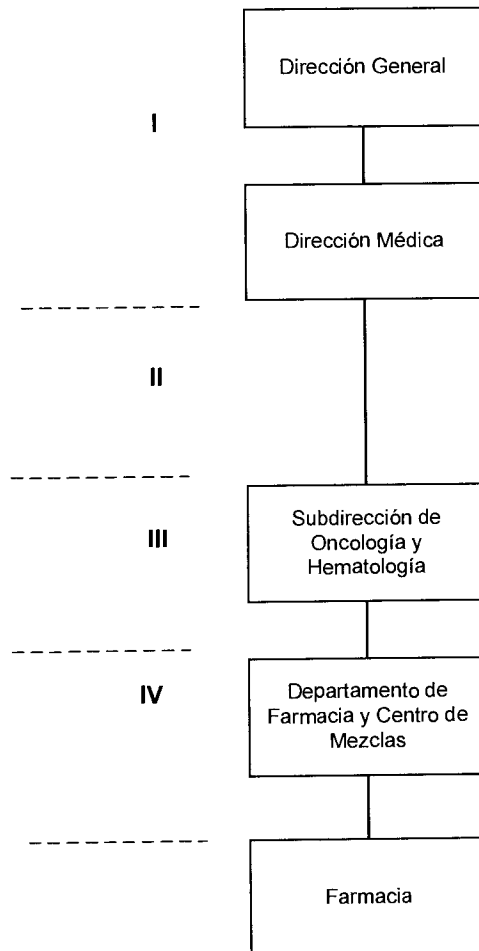 Dirección General
I
Dirección Médica
II
Subdirección de
Oncología y
Hematología
III
Departamento de
Farmacia y Centro de
Mezclas
IV
Farmacia